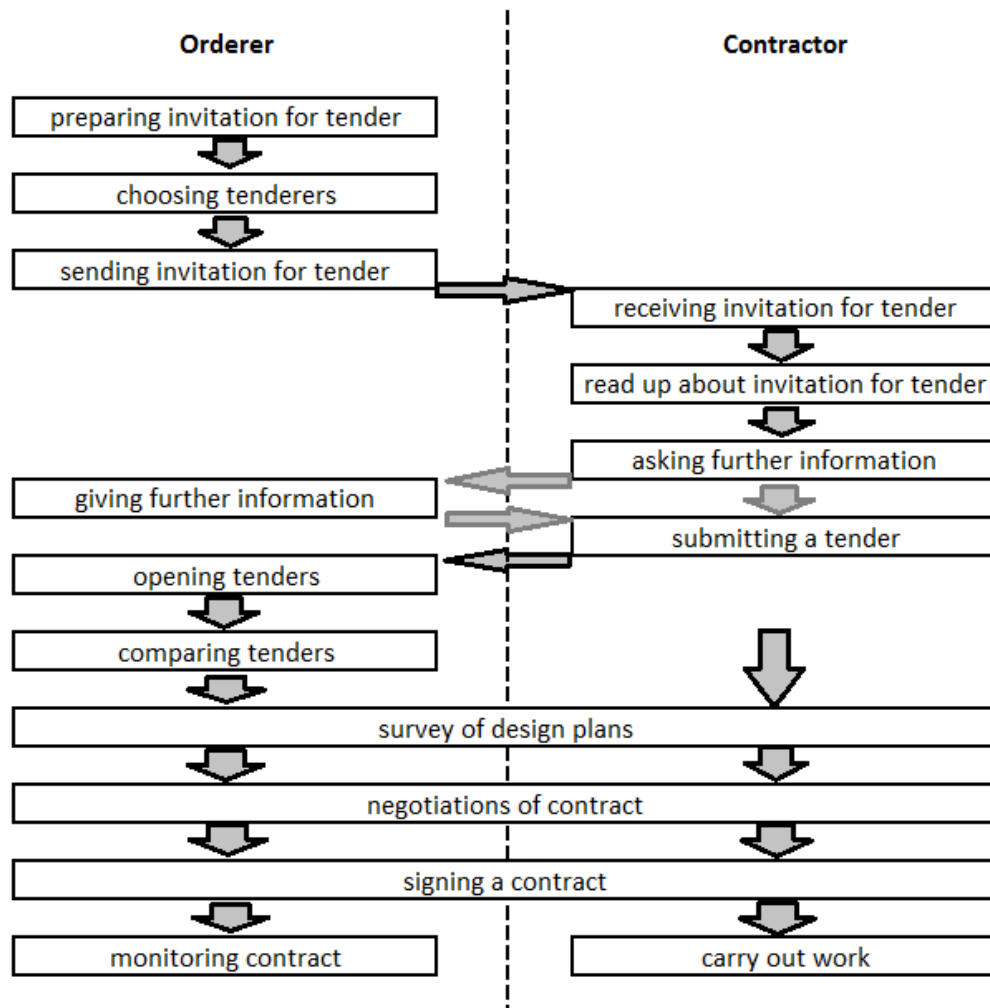 Orderer
Contractor
preparing invitation for tender
choosing tenderers
sending invitation for tender
receiving invitation for tender
read up about invitation for tender
asking further information
giving further information
submitting a tender
opening tenders
comparing tenders
survey of design plans
negotiations of contract
signing a contract
monitoring contract
carry out work